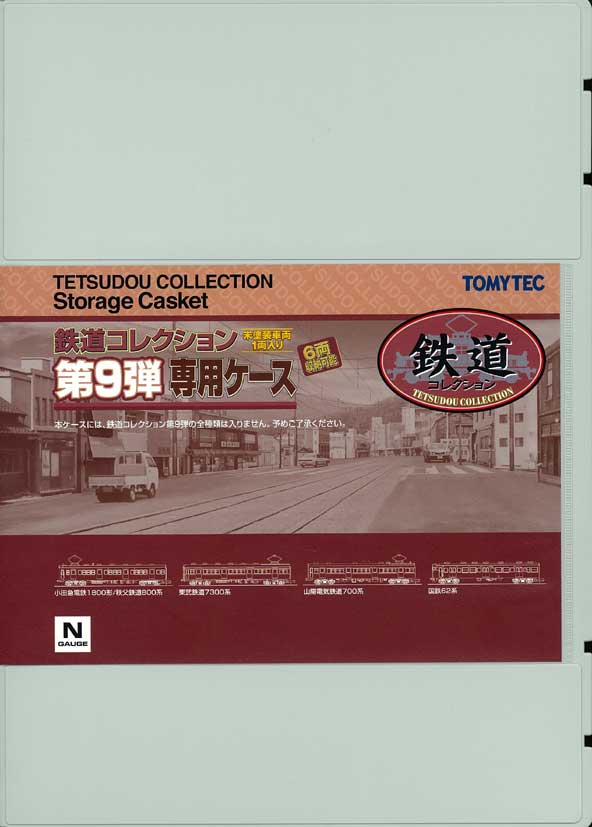 TETSUDOU COLLECTION
Storage Casket
TOMYTEC
鉄道コレクション
未塗装車両
1両入り
第9弾 専用ケース
6両
収納可能
鉄道
コレクション
TETSUDOU COLLECTION
本ケースには、鉄道コレクション第9弾の全種類は入りません。予めご了承ください。
小田急電鉄1800形/秩父鉄道800系
東武鉄道7300系
山陽電気鉄道700系
国鉄62系
N
GAUGE